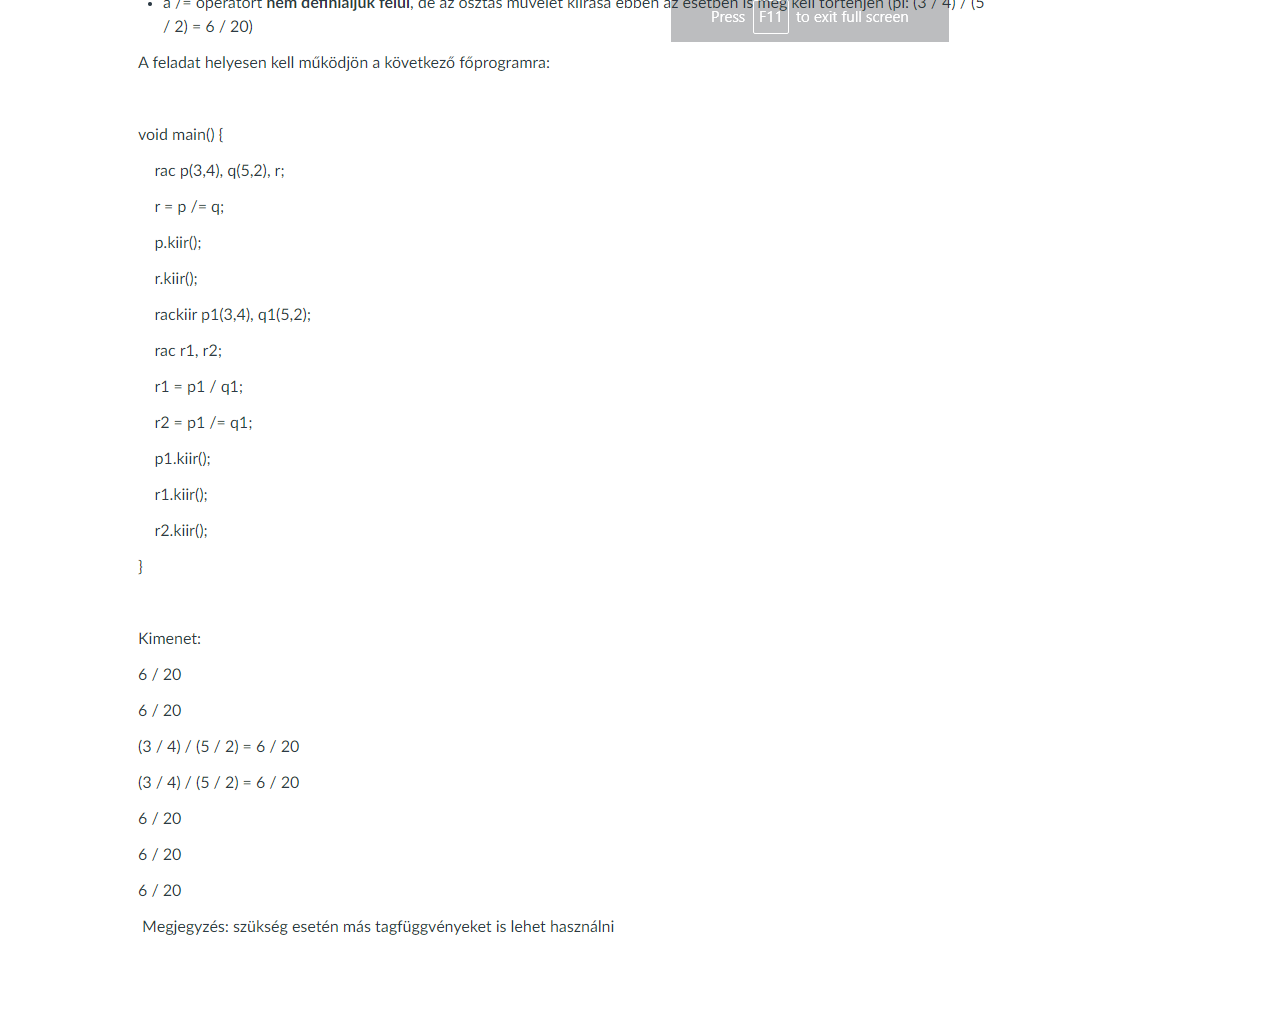 a /= operátort nem definiáljuk felül, de az osztás művelet kiírása ebben az esetben is meg kell történjen (pl: (3 / 4) / (5
/ 2) = 6 / 20)
Press F11 to exit full screen
A feladat helyesen kell működjön a következő főprogramra:
void main() {
rac p(3,4), q(5,2), r;
r = p /= q;
p.kiir();
r.kiir();
rackiir p1(3,4), q1(5,2);
rac r1, r2;
r1 = p1 / q1;
r2 = p1 /= q1;
p1.kiir();
r1.kiir();
r2.kiir();
}
Kimenet:
6 / 20
6 / 20
(3 / 4) / (5 / 2) = 6 / 20
(3 / 4) / (5 / 2) = 6 / 20
6 / 20
6 / 20
6 / 20
Megjegyzés: szükség esetén más tagfüggvényeket is lehet használni